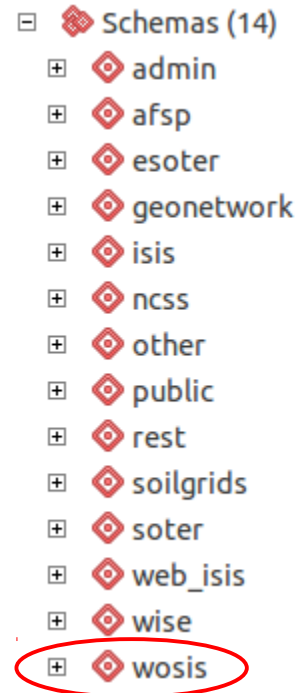 Schemas (14)
admin
afsp
esoter
geonetwork
isis
ncss
other
public
rest
soilgrids
soter
web_isis
wise
wosis